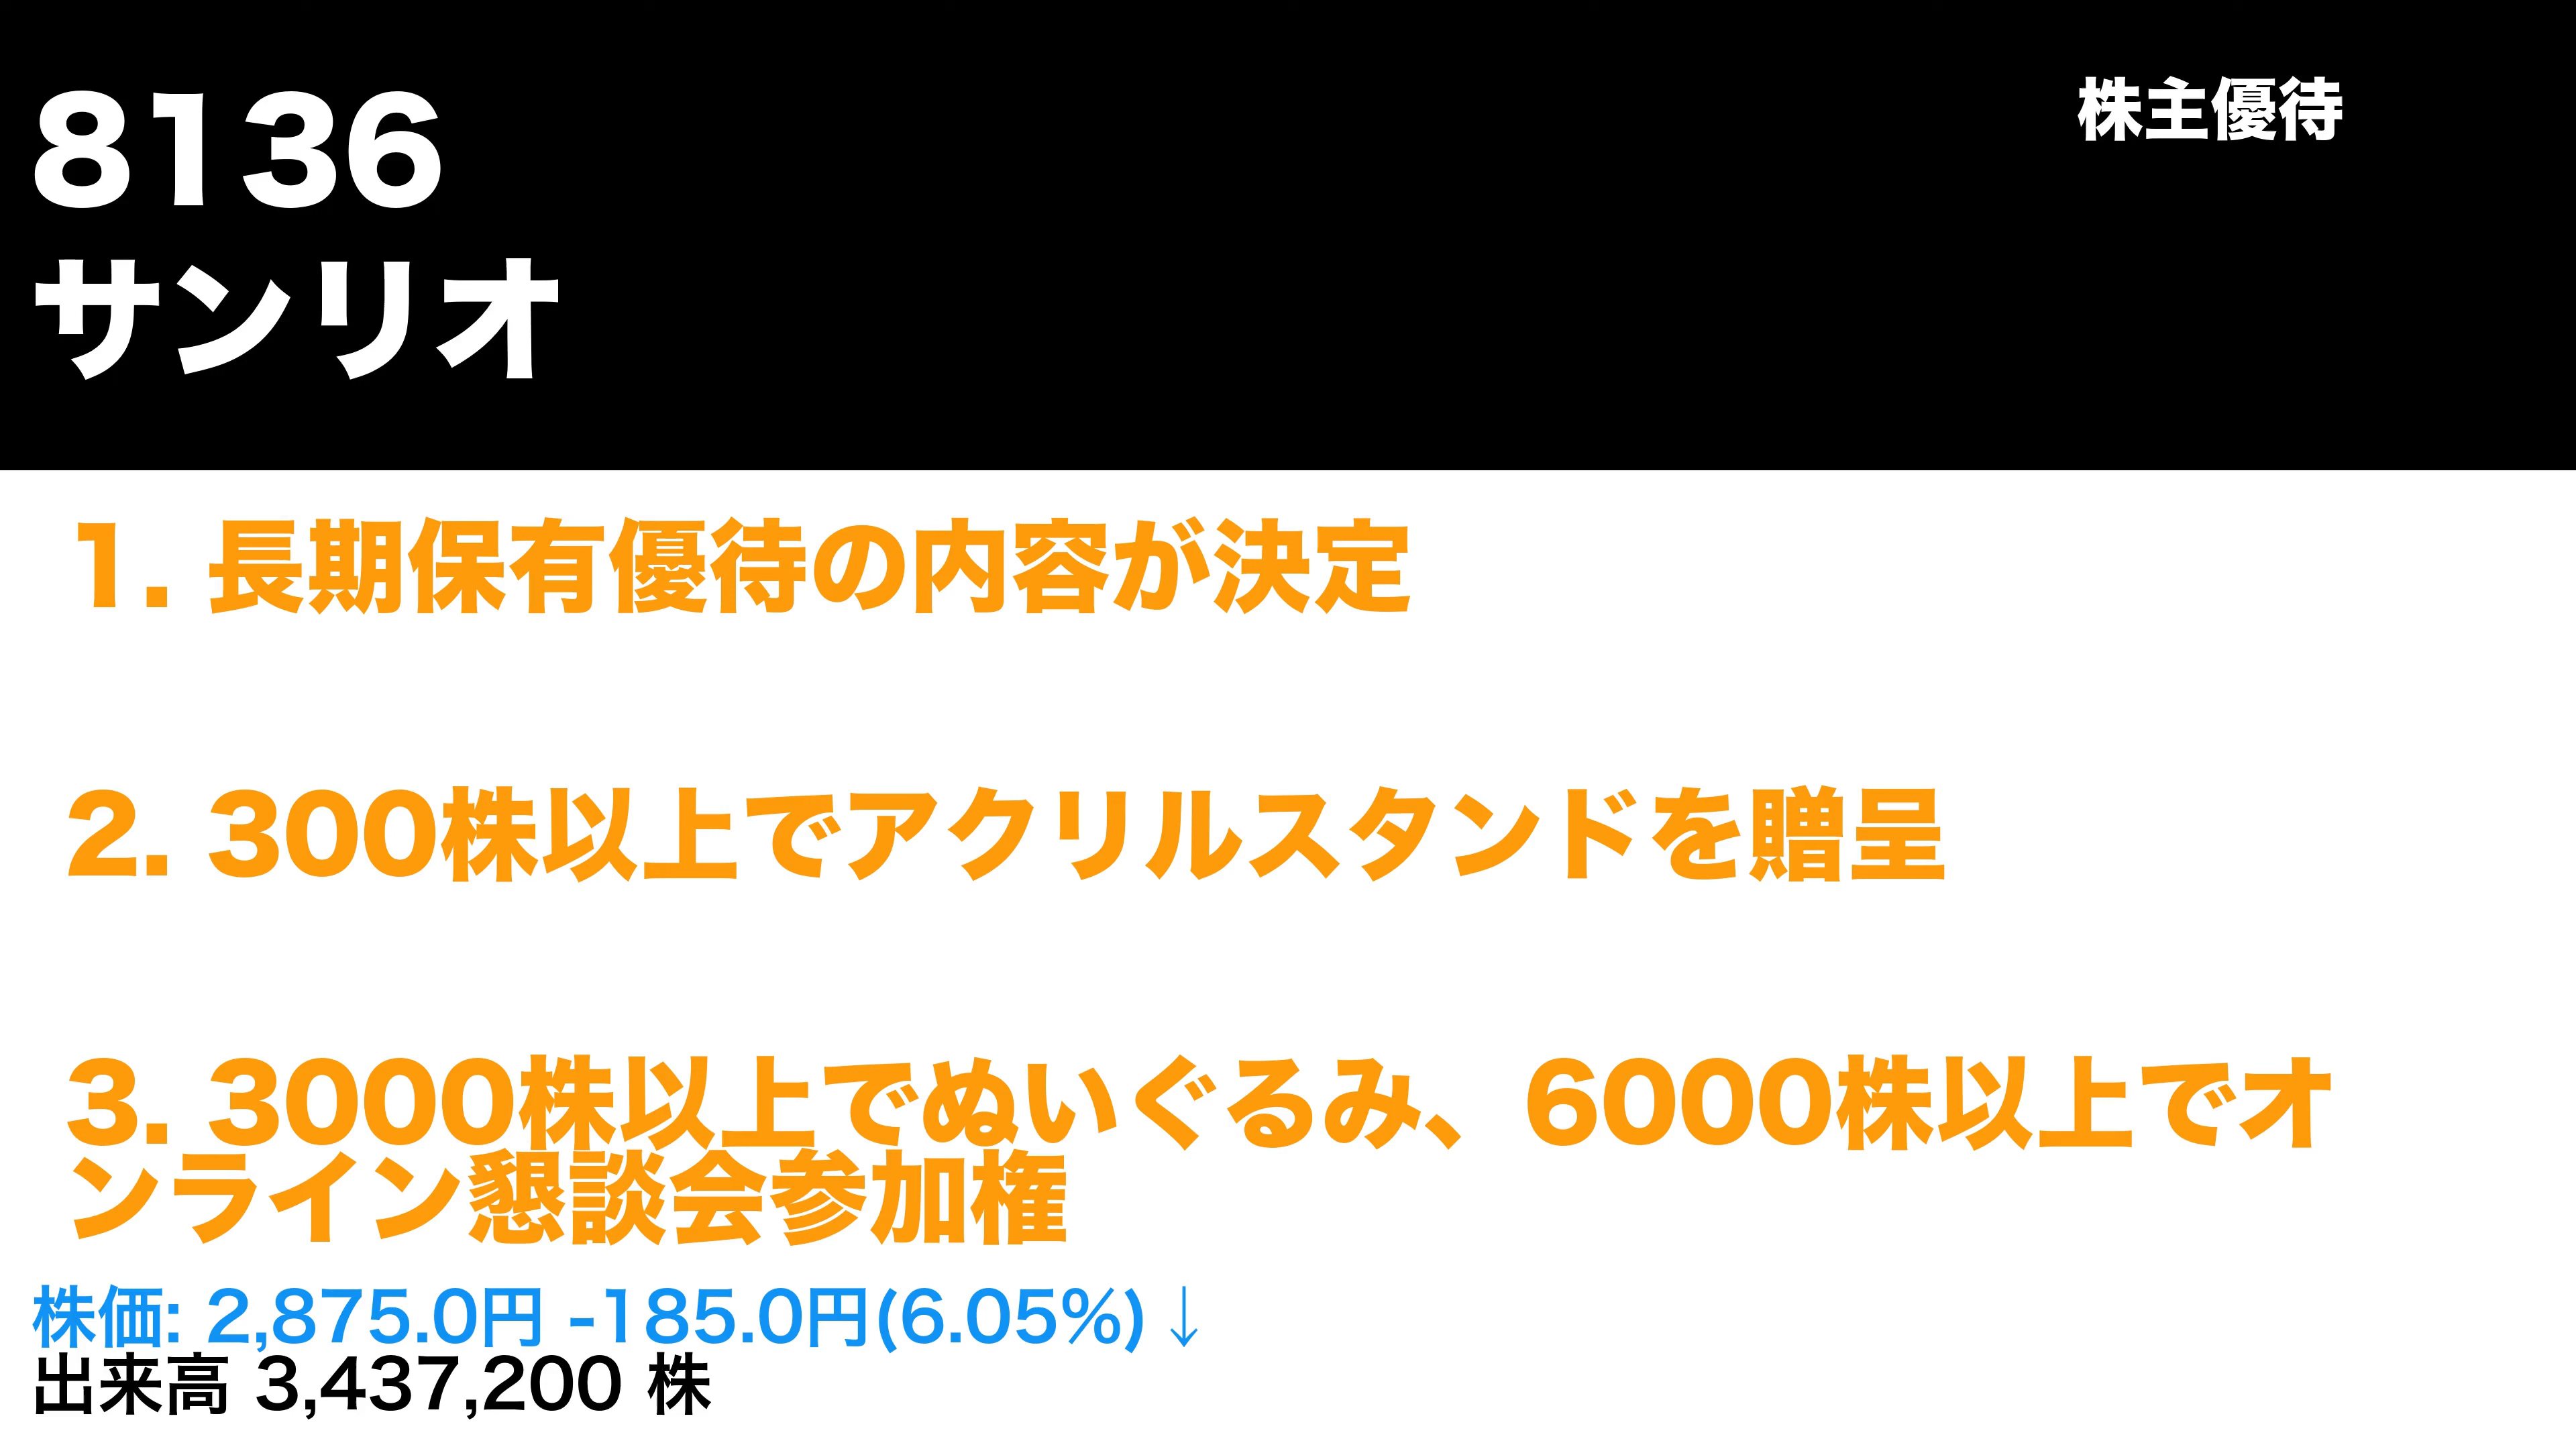 8136
サンリオ
株主優待
1. 長期保有優待の内容が決定
2. 300株以上でアクリルスタンドを贈呈
3. 3000株以上でぬいぐるみ、6000株以上でオ
ンライン懇談会参加権
株価: 2,875.0円 -185.0円(6.05%)↓
出来高 3,437,200 株